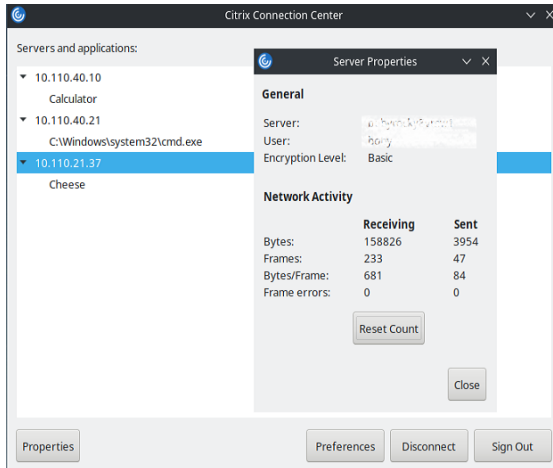 Citrix Connection Center
Servers and applications:
10.110.40.10
Calculator
10.110.40.21
C:\Windows\system32\cmd.exe
10.110.21.37
Cheese
Server Properties
General
Server:
User:
Encryption Level: Basic
Network Activity
Receiving Sent
Bytes: 158826 3954
Frames: 233 47
Bytes/Frame: 681 84
Frame errors: 0 0
Reset Count
Close
Properties Preferences Disconnect Sign Out